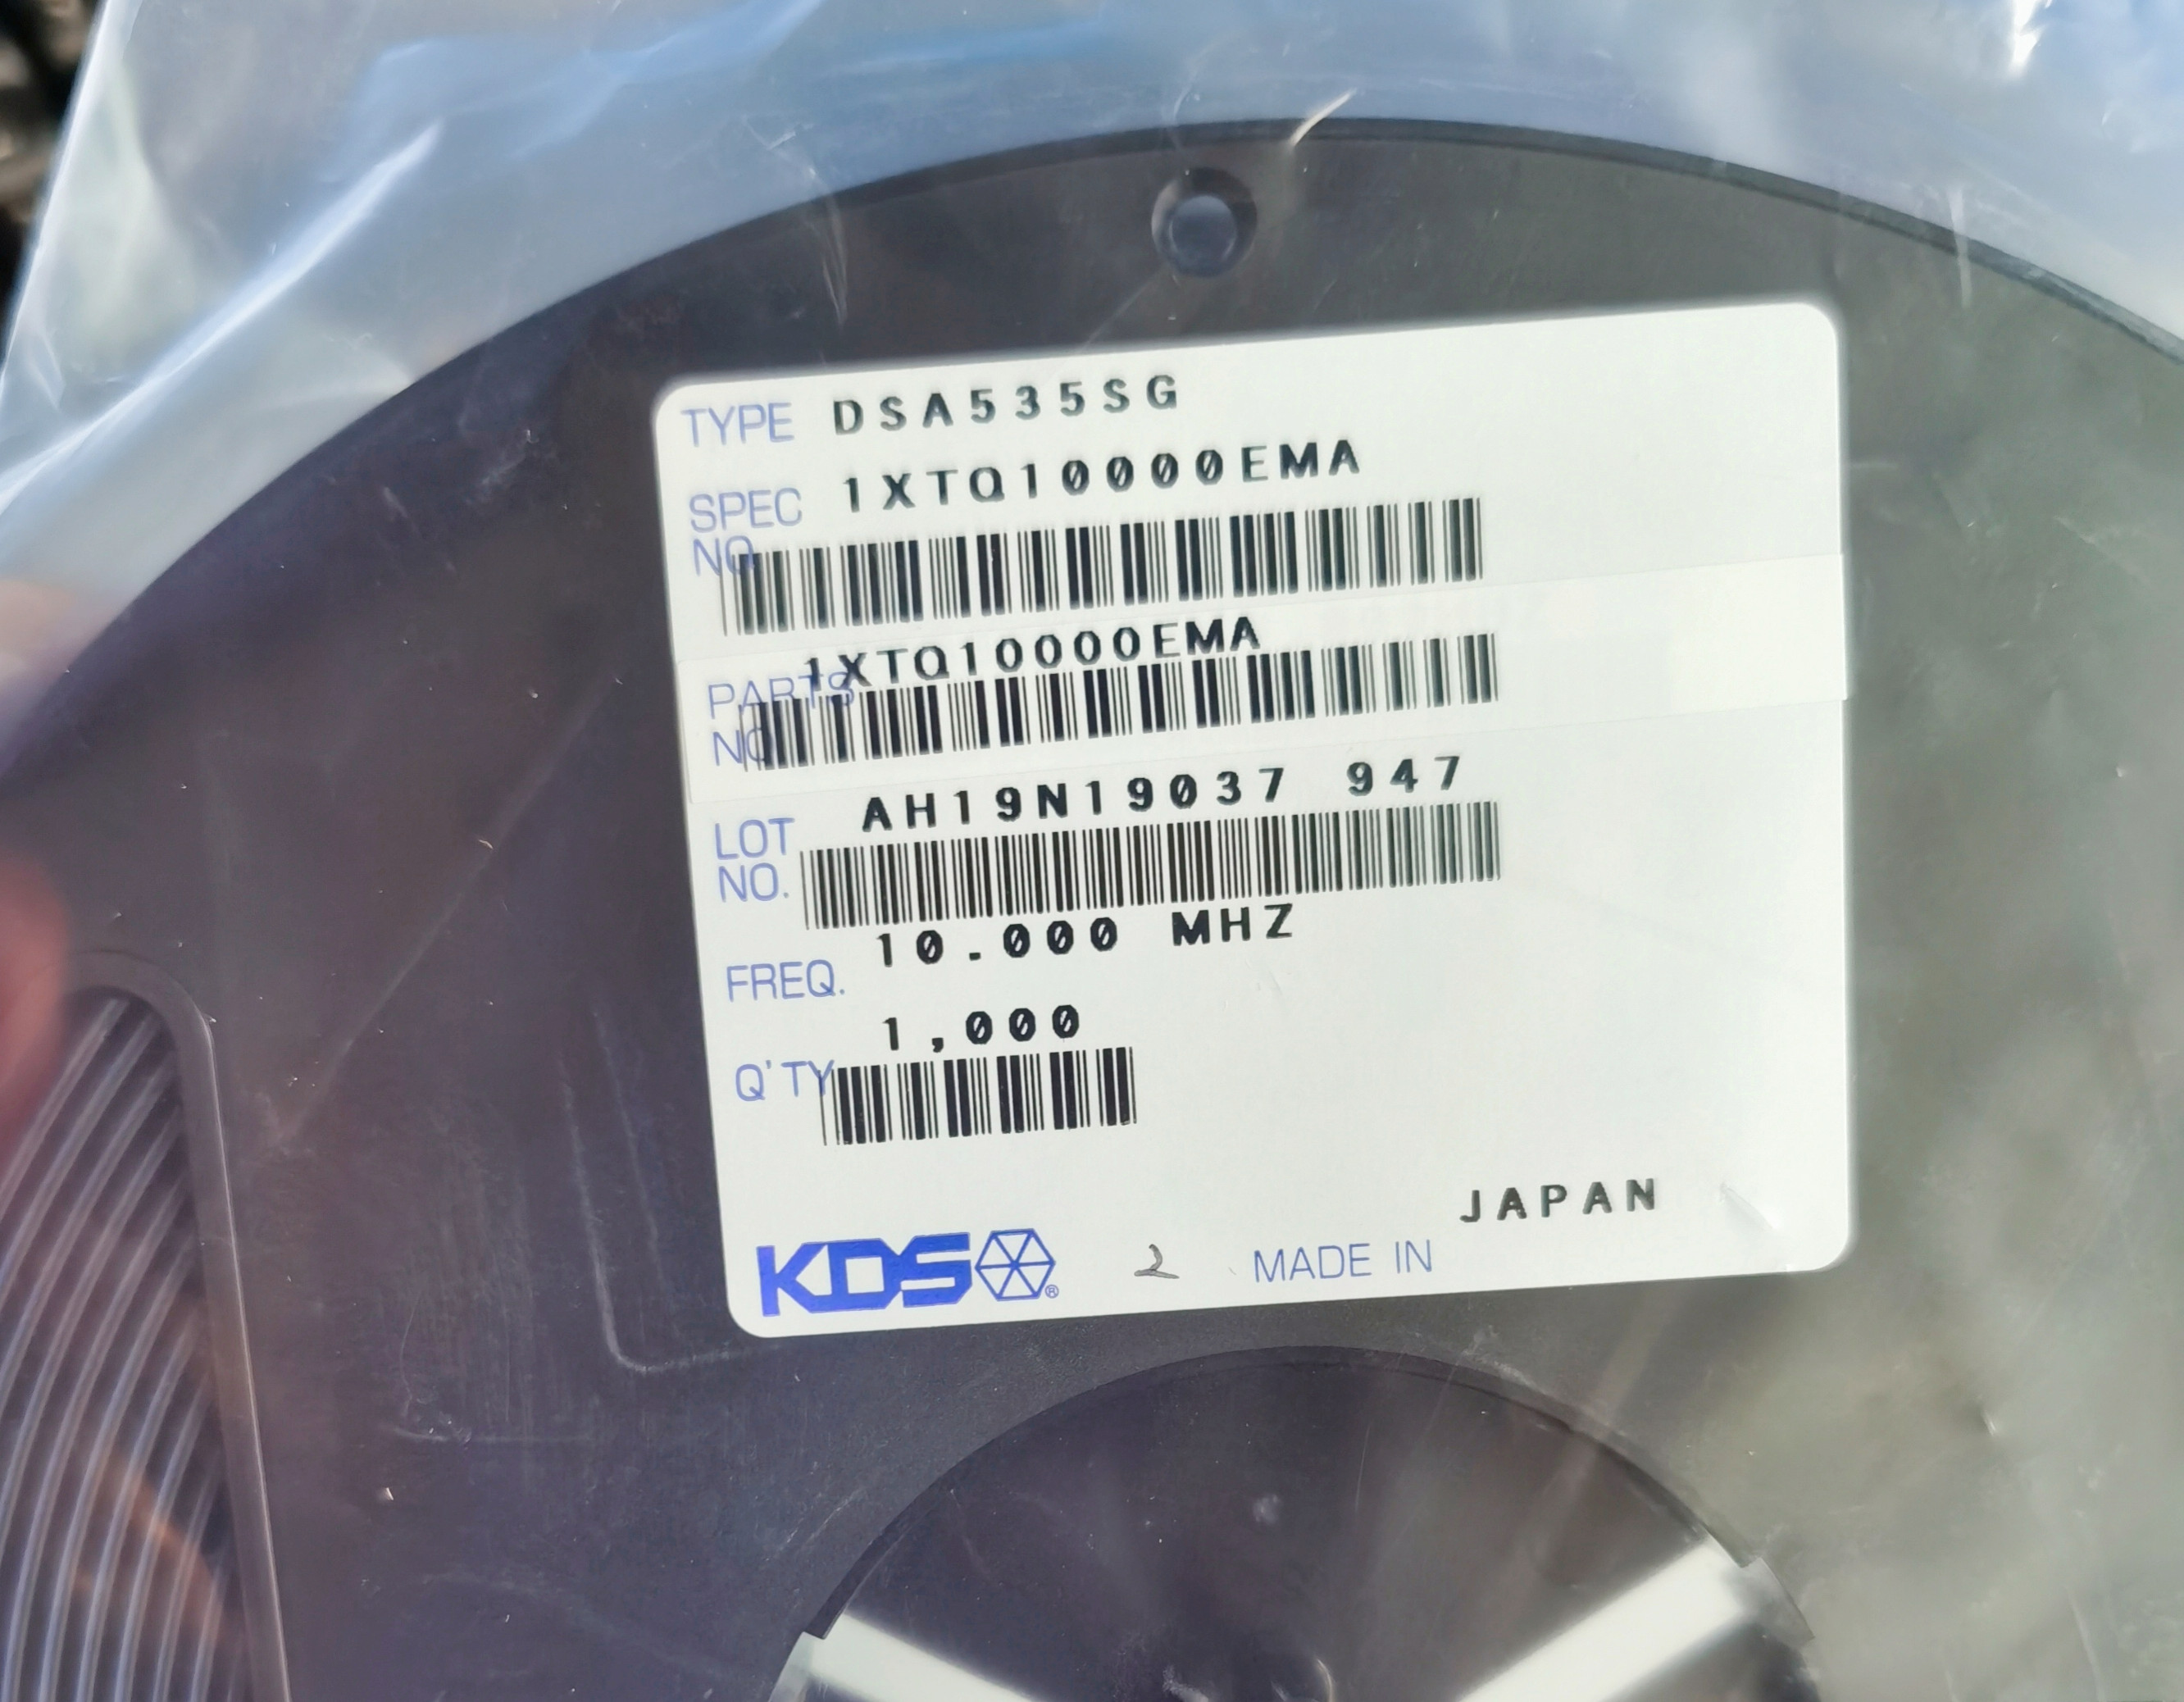 TYPE DSA535SG
SPEC NO. 1XTQ10000EMA
PARTS NO. 1XTQ10000EMA
LOT NO. AH19N19037 947
FREQ. 10.000 MHZ
Q'TY 1,000
JAPAN
KDS® 2 MADE IN